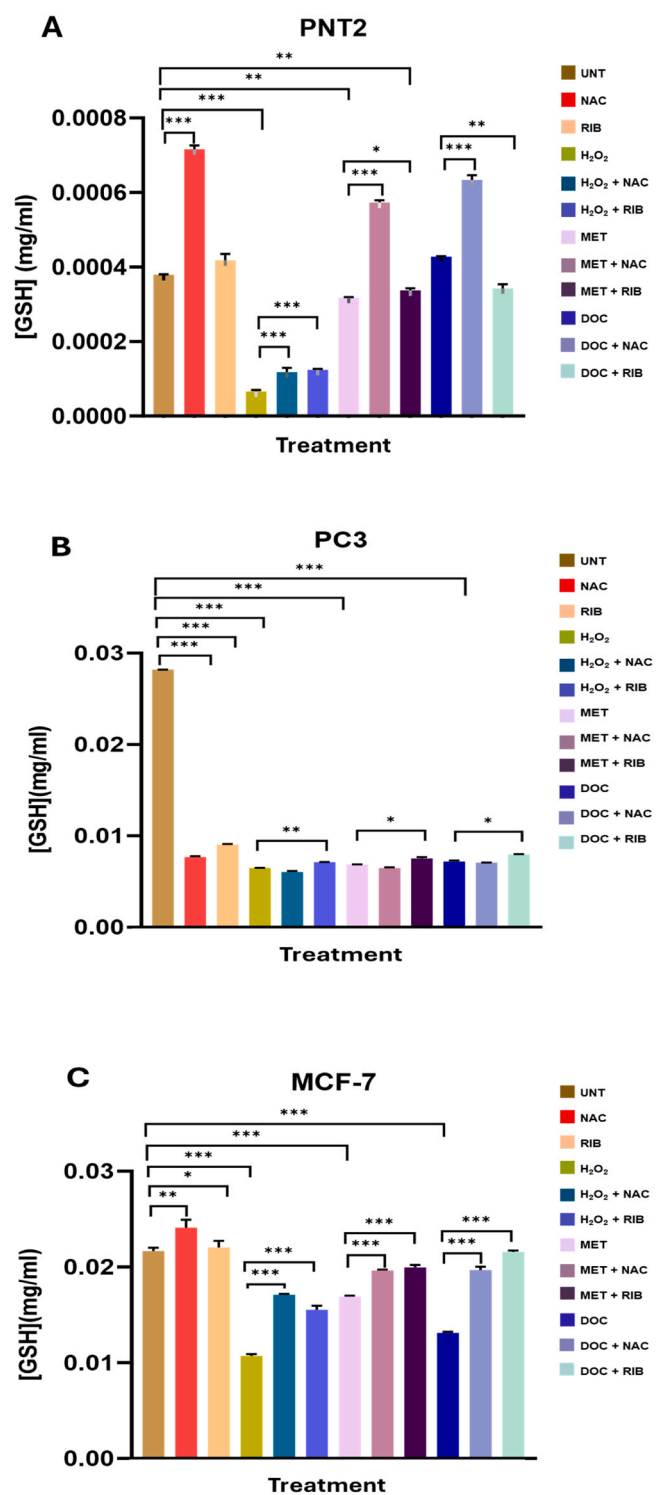 A
PNT2
**
**
***
***
*
***
**
***
***
***
0.0008
0.0006
0.0004
0.0002
0.0000
[GSH] (mg/ml)
Treatment
UNT
NAC
RIB
H₂O₂
H₂O₂ + NAC
H₂O₂ + RIB
MET
MET + NAC
MET + RIB
DOC
DOC + NAC
DOC + RIB
B
PC3
***
***
***
***
***
**
*
*
0.03
0.02
0.01
0.00
[GSH](mg/ml)
Treatment
UNT
NAC
RIB
H₂O₂
H₂O₂ + NAC
H₂O₂ + RIB
MET
MET + NAC
MET + RIB
DOC
DOC + NAC
DOC + RIB
C
MCF-7
***
***
***
*
**
***
***
***
***
***
***
0.03
0.02
0.01
0.00
[GSH](mg/ml)
Treatment
UNT
NAC
RIB
H₂O₂
H₂O₂ + NAC
H₂O₂ + RIB
MET
MET + NAC
MET + RIB
DOC
DOC + NAC
DOC + RIB